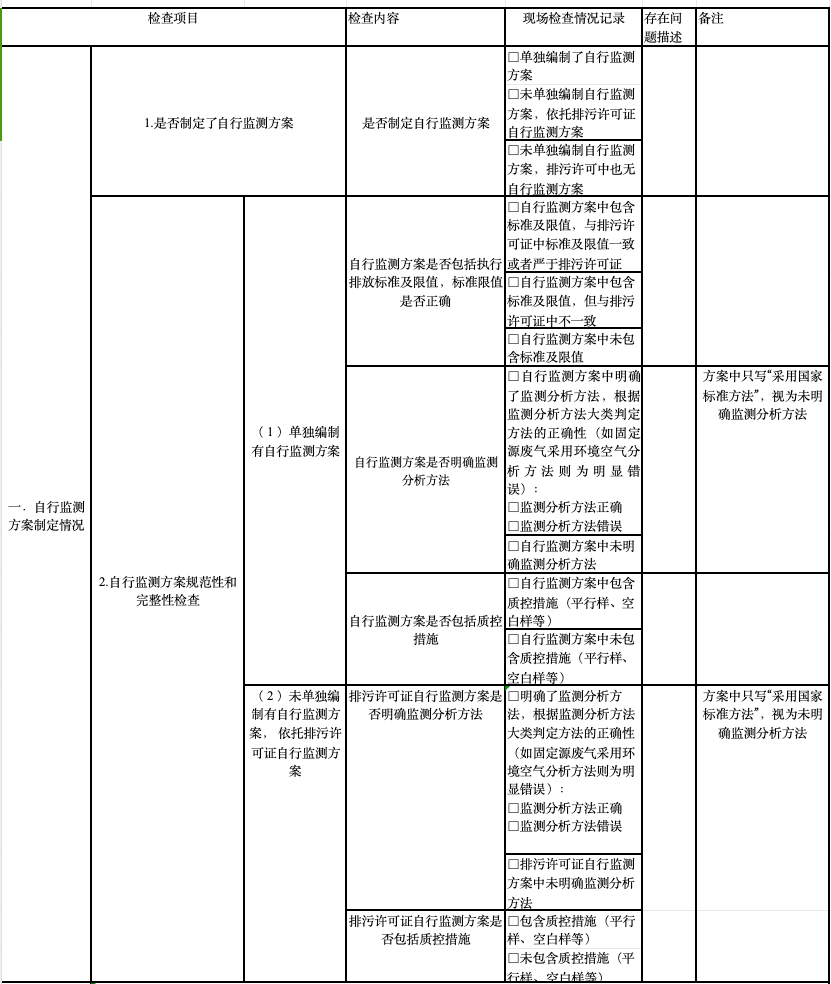 检查项目
检查内容
现场检查情况记录
存在问
题描述
备注
一．自行监测
方案制定情况
1.是否制定了自行监测方案
是否制定自行监测方案
□单独编制了自行监测
方案
□未单独编制自行监测
方案，依托排污许可证
自行监测方案
□未单独编制自行监测
方案，排污许可中也无
自行监测方案
2.自行监测方案规范性和
完整性检查
（1）单独编制
有自行监测方案
自行监测方案是否包括执行
排放标准及限值，标准限值
是否正确
□自行监测方案中包含
标准及限值，与排污许
可证中标准及限值一致
或者严于排污许可证
□自行监测方案中包含
标准及限值，但与排污
许可证中不一致
□自行监测方案中未包
含标准及限值
自行监测方案是否明确监测
分析方法
□自行监测方案中明确
了监测分析方法，根据
监测分析方法大类判定
方法的正确性（如固定
源废气采用环境空气分
析方法则为明显错
误）：
□监测分析方法正确
□监测分析方法错误
□自行监测方案中未明
确监测分析方法
方案中只写“采用国家
标准方法”，视为未明
确监测分析方法
自行监测方案是否包括质控
措施
□自行监测方案中包含
质控措施（平行样、空
白样等）
□自行监测方案中未包
含质控措施（平行样、
空白样等）
（2）未单独编
制有自行监测方
案， 依托排污许
可证自行监测方
案
排污许可证自行监测方案是
否明确监测分析方法
□明确了监测分析方
法，根据监测分析方法
大类判定方法的正确性
（如固定源废气采用环
境空气分析方法则为明
显错误）：
□监测分析方法正确
□监测分析方法错误
□排污许可证自行监测
方案中未明确监测分析
方法
方案中只写“采用国家
标准方法”，视为未明
确监测分析方法
排污许可证自行监测方案是
否包括质控措施
□包含质控措施（平行
样、空白样等）
□未包含质控措施（平
行样、空白样等）